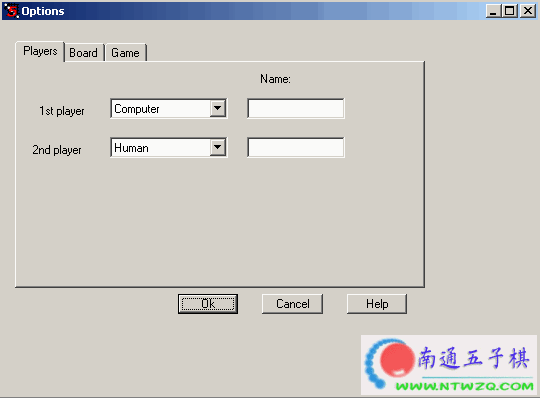 Options
Players Board Game
Name:
1st player Computer
2nd player Human
Ok Cancel Help
南通五子棋
WWW.NTWZQ.COM